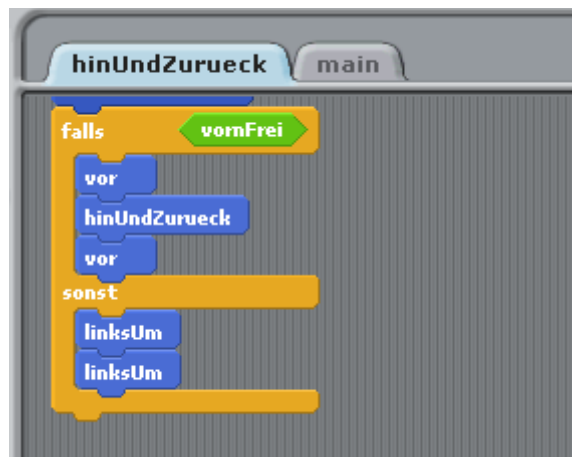 hinUndZurueck main
falls vornFrei
vor
hinUndZurueck
vor
sonst
linksUm
linksUm